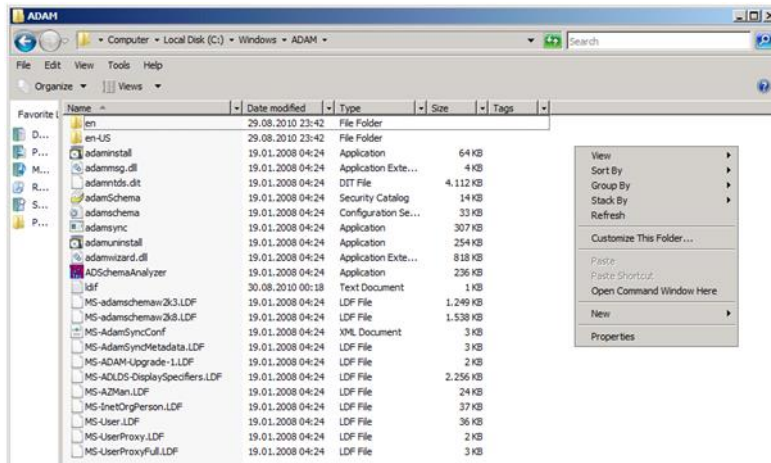 ADAM
Computer Local Disk (C:) Windows ADAM
Search
File Edit View Tools Help
Organize Views
Favorite L
Name Date modified Type Size Tags
D...
P...
M...
R...
S...
P...
en 29.08.2010 23:42 File Folder
en-US 29.08.2010 23:42 File Folder
adaminstall 19.01.2008 04:24 Application 64 KB
adammsg.dll 19.01.2008 04:24 Application Exte... 4 KB
adamntds.dit 19.01.2008 04:24 DIT File 4.112 KB
adamSchema 19.01.2008 04:24 Security Catalog 14 KB
adamschema 19.01.2008 04:24 Configuration Se... 33 KB
adamsync 19.01.2008 04:24 Application 307 KB
adamuninstall 19.01.2008 04:24 Application 254 KB
adamwizard.dll 19.01.2008 04:24 Application Exte... 818 KB
ADSchemaAnalyzer 19.01.2008 04:24 Application 236 KB
ldif 30.08.2010 00:18 Text Document 1 KB
MS-adamschemaw2k3.LDF 19.01.2008 04:24 LDF File 1.249 KB
MS-adamschemaw2k8.LDF 19.01.2008 04:24 LDF File 1.538 KB
MS-AdamSyncConf 19.01.2008 04:24 XML Document 3 KB
MS-AdamSyncMetadata.LDF 19.01.2008 04:24 LDF File 3 KB
MS-ADAM-Upgrade-1.LDF 19.01.2008 04:24 LDF File 2 KB
MS-ADLDS-DisplaySpecifiers.LDF 19.01.2008 04:24 LDF File 2.256 KB
MS-AZMan.LDF 19.01.2008 04:24 LDF File 24 KB
MS-InetOrgPerson.LDF 19.01.2008 04:24 LDF File 37 KB
MS-User.LDF 19.01.2008 04:24 LDF File 36 KB
MS-UserProxy.LDF 19.01.2008 04:24 LDF File 2 KB
MS-UserProxyFull.LDF 19.01.2008 04:24 LDF File 3 KB
View
Sort By
Group By
Stack By
Refresh
Customize This Folder...
Paste
Paste Shortcut
Open Command Window Here
New
Properties